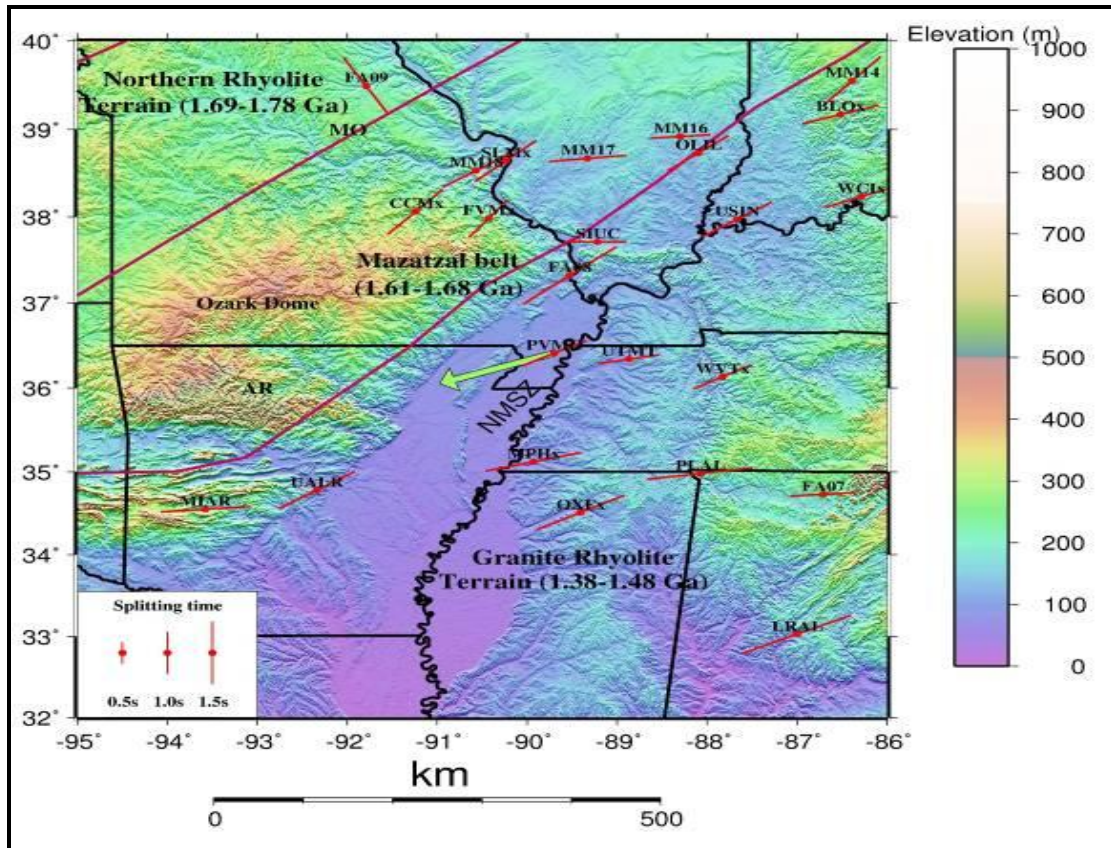 Elevation (m)
40°
39°
38°
37°
36°
35°
34°
33°
32°
-95
-94
-93
-92
-91
-90
-89
-88
-87
-86
1000
900
800
700
600
500
400
300
200
100
0
Northern Rhyolite
Terrain (1.69-1.78 Ga)
FA09
MO
MM14
BLOx
MM16
OLIL
MM17
SLMx
MM18
WCIx
CCMx
FVMx
USIN
SIUC
Mazatzal belt
(1.61-1.68 Ga)
FA08
Ozark Dome
UTMT
WVTx
AR
NMSZ
MPHx
PLAL
FA07
UALR
MIAR
OXFx
Granite Rhyolite
Terrain (1.38-1.48 Ga)
LRAL
Splitting time
0.5s 1.0s 1.5s
km
0 500